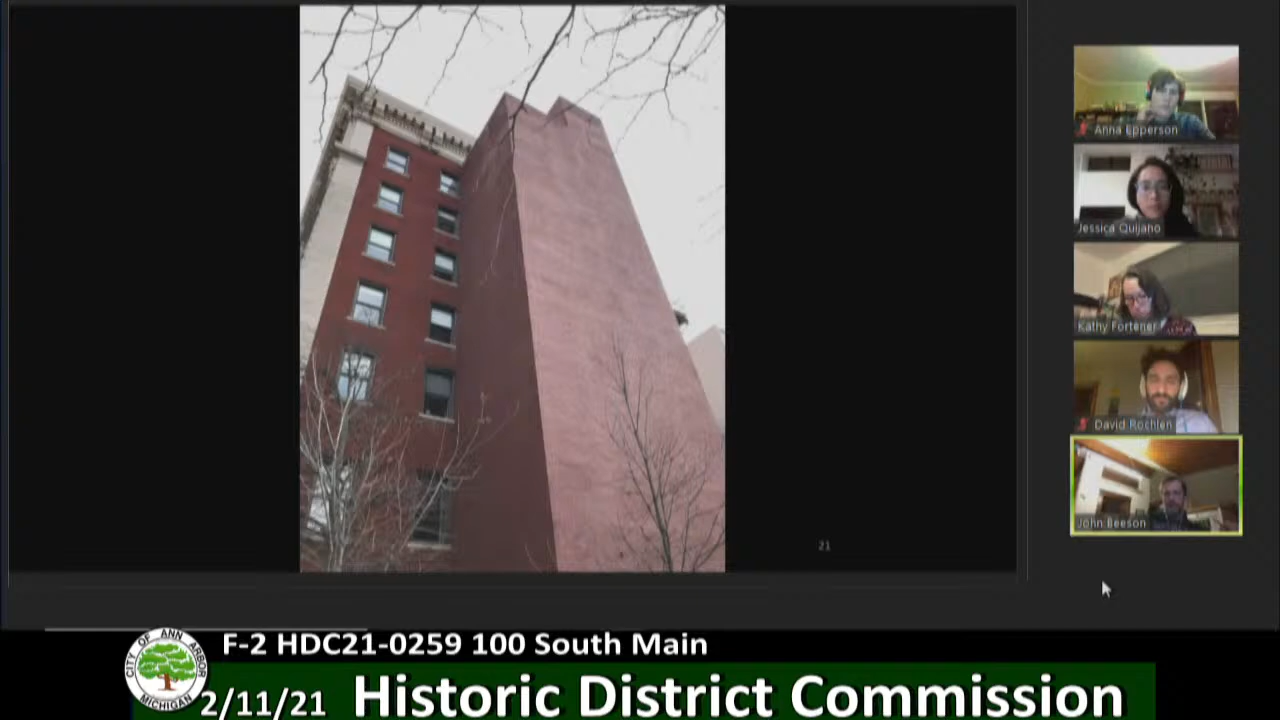 Anna Epperson
Jessica Quijano
Kathy Fortener
David Rochlen
John Beeson
21
F-2 HDC21-0259 100 South Main
CITY OF ANN ARBOR
MICHIGAN
2/11/21 Historic District Commission